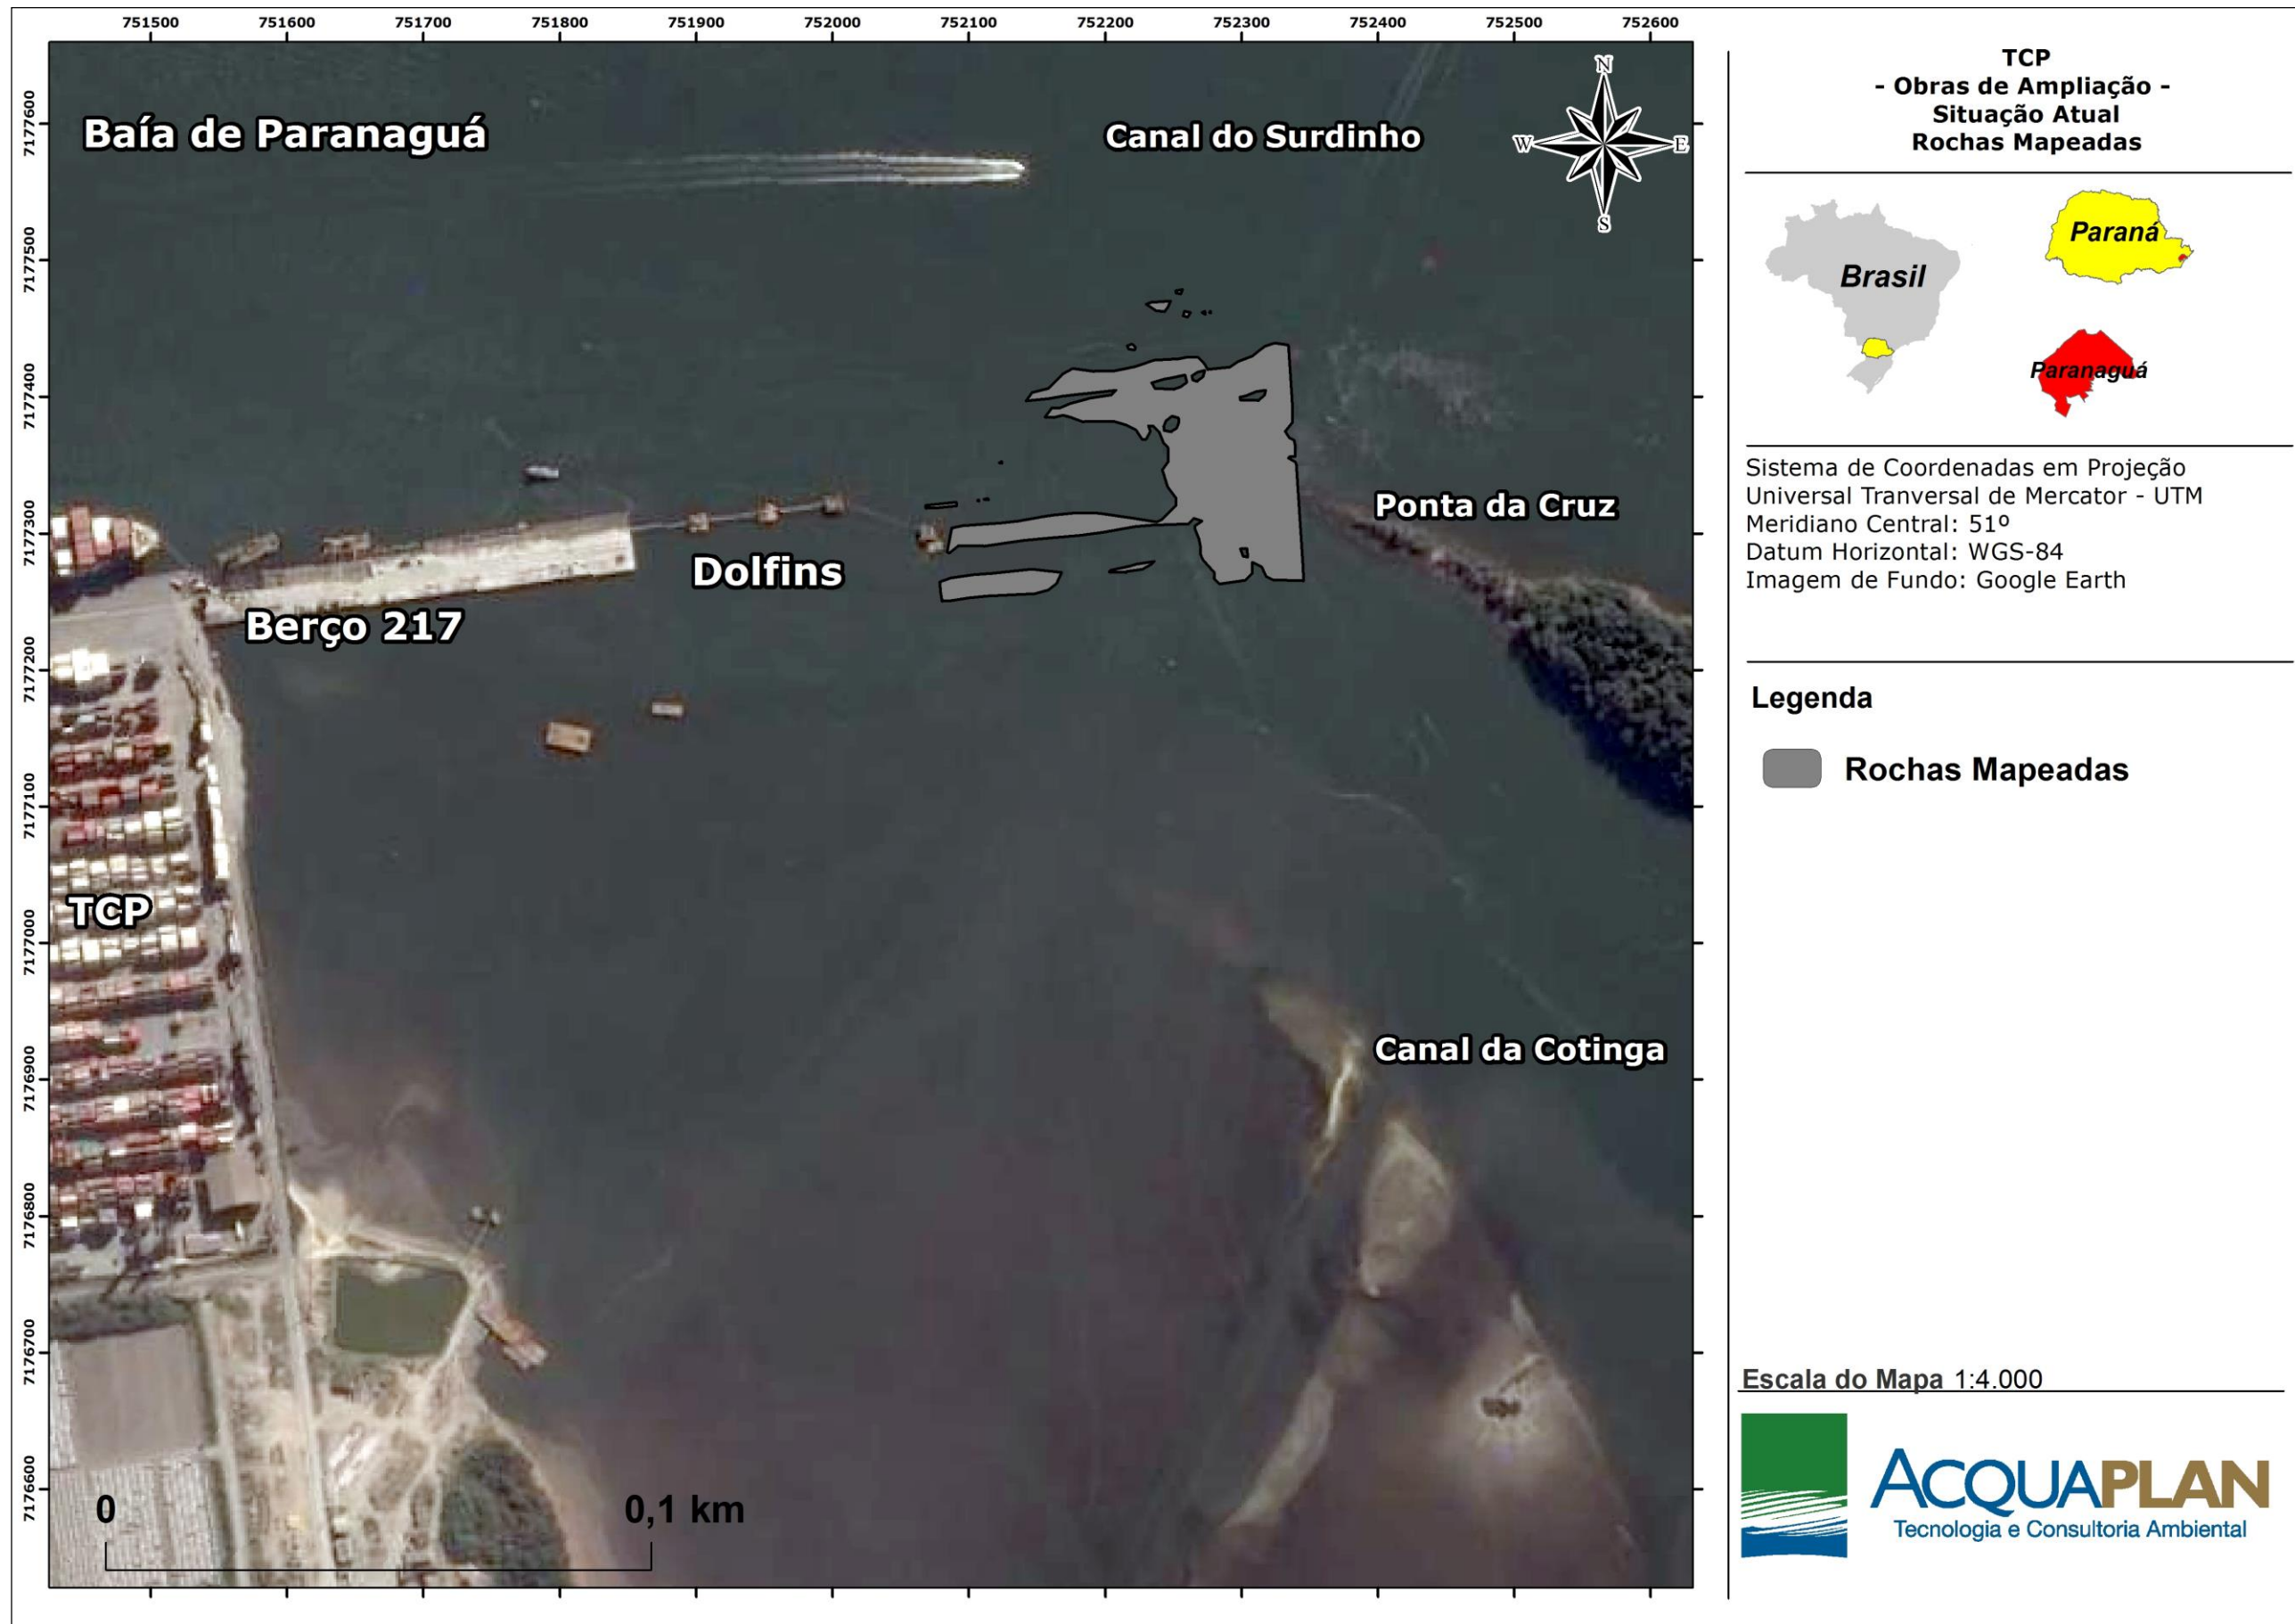 751500 751600 751700 751800 751900 752000 752100 752200 752300 752400 752500 752600
7177600
7177500
7177400
7177300
7177200
7177100
7177000
7176900
7176800
7176700
7176600
Baía de Paranaguá
Canal do Surdinho
N
W E
S
Ponta da Cruz
Dolfins
Berço 217
TCP
Canal da Cotinga
0 0,1 km
TCP
- Obras de Ampliação -
Situação Atual
Rochas Mapeadas
Brasil
Paraná
Paranaguá
Sistema de Coordenadas em Projeção
Universal Tranversal de Mercator - UTM
Meridiano Central: 51º
Datum Horizontal: WGS-84
Imagem de Fundo: Google Earth
Legenda
Rochas Mapeadas
Escala do Mapa 1:4.000
ACQUAPLAN
Tecnologia e Consultoria Ambiental